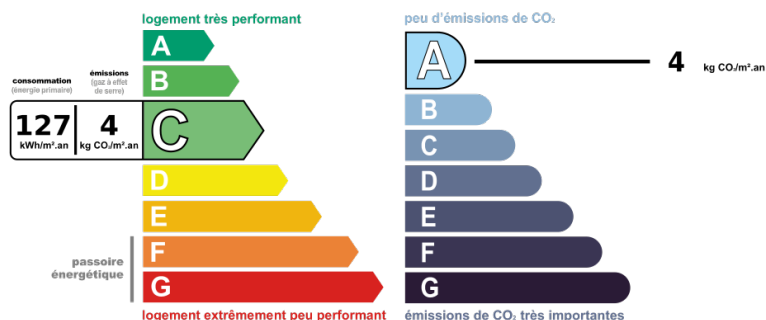 logement très performant
A
B
consommation
(énergie primaire)
émissions
(gaz à effet
de serre)
127
kWh/m².an
4
kg CO₂/m².an
C
D
E
F
G
passoire
énergétique
logement extrêmement peu performant
peu d'émissions de CO₂
A
4
kg CO₂/m².an
B
C
D
E
F
G
émissions de CO₂ très importantes